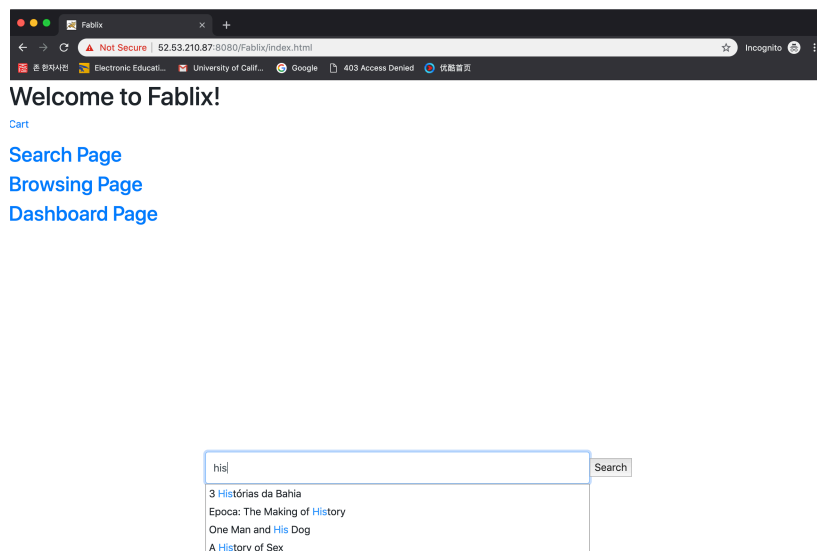 Fablix
Not Secure | 52.53.210.87:8080/Fablix/index.html
Incognito
존 한자사전
Electronic Educati...
University of Calif...
Google
403 Access Denied
优酷首页
Welcome to Fablix!
Cart
Search Page
Browsing Page
Dashboard Page
his
Search
3 Histórias da Bahia
Epoca: The Making of History
One Man and His Dog
A History of Sex